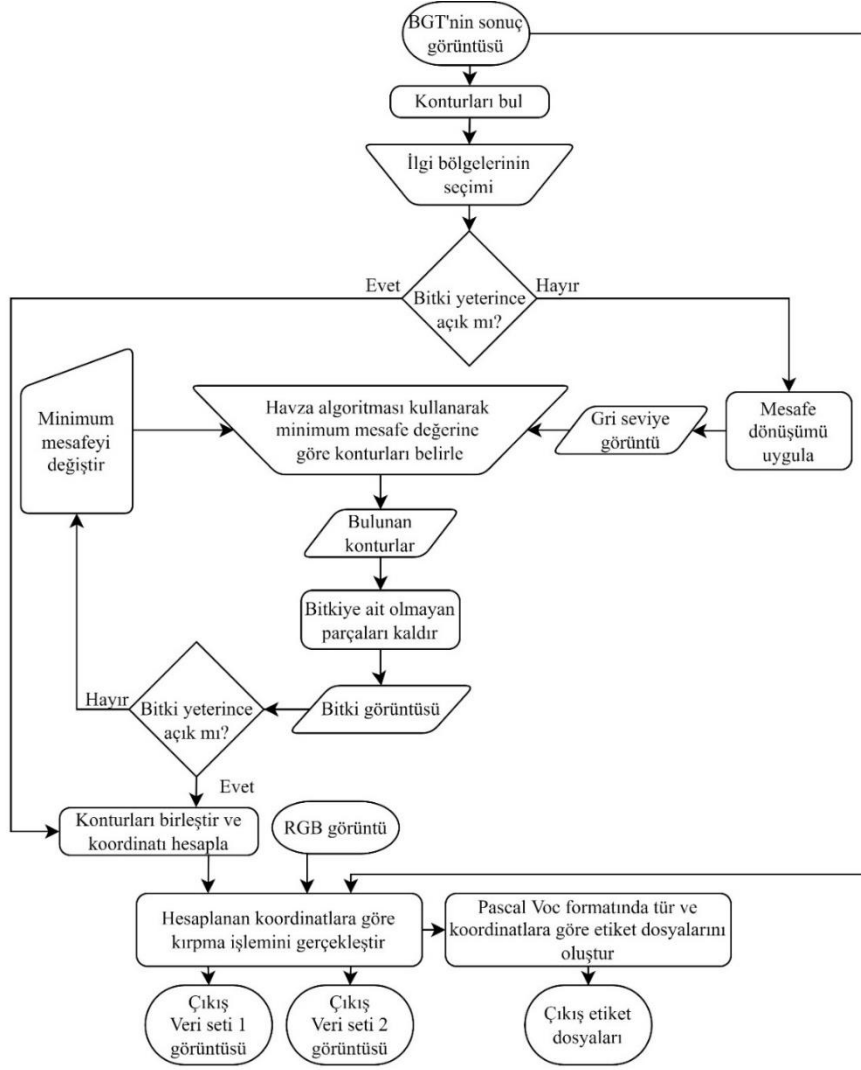 BGT'nin sonuç
görüntüsü
Konturları bul
İlgi bölgelerinin
seçimi
Evet
Hayır
Bitki yeterince
açık mı?
Minimum
mesafeyi
değiştir
Havza algoritması kullanarak
minimum mesafe değerine
göre konturları belirle
Gri seviye
görüntü
Mesafe
dönüşümü
uygula
Bulunan
konturlar
Bitkiye ait olmayan
parçaları kaldır
Bitki görüntüsü
Hayır
Bitki yeterince
açık mı?
Evet
Konturları birleştir ve
koordinatı hesapla
RGB görüntü
Hesaplanan koordinatlara göre
kırpma işlemini gerçekleştir
Pascal Voc formatında tür ve
koordinatlara göre etiket dosyalarını
oluştur
Çıkış
Veri seti 1
görüntüsü
Çıkış
Veri seti 2
görüntüsü
Çıkış etiket
dosyaları